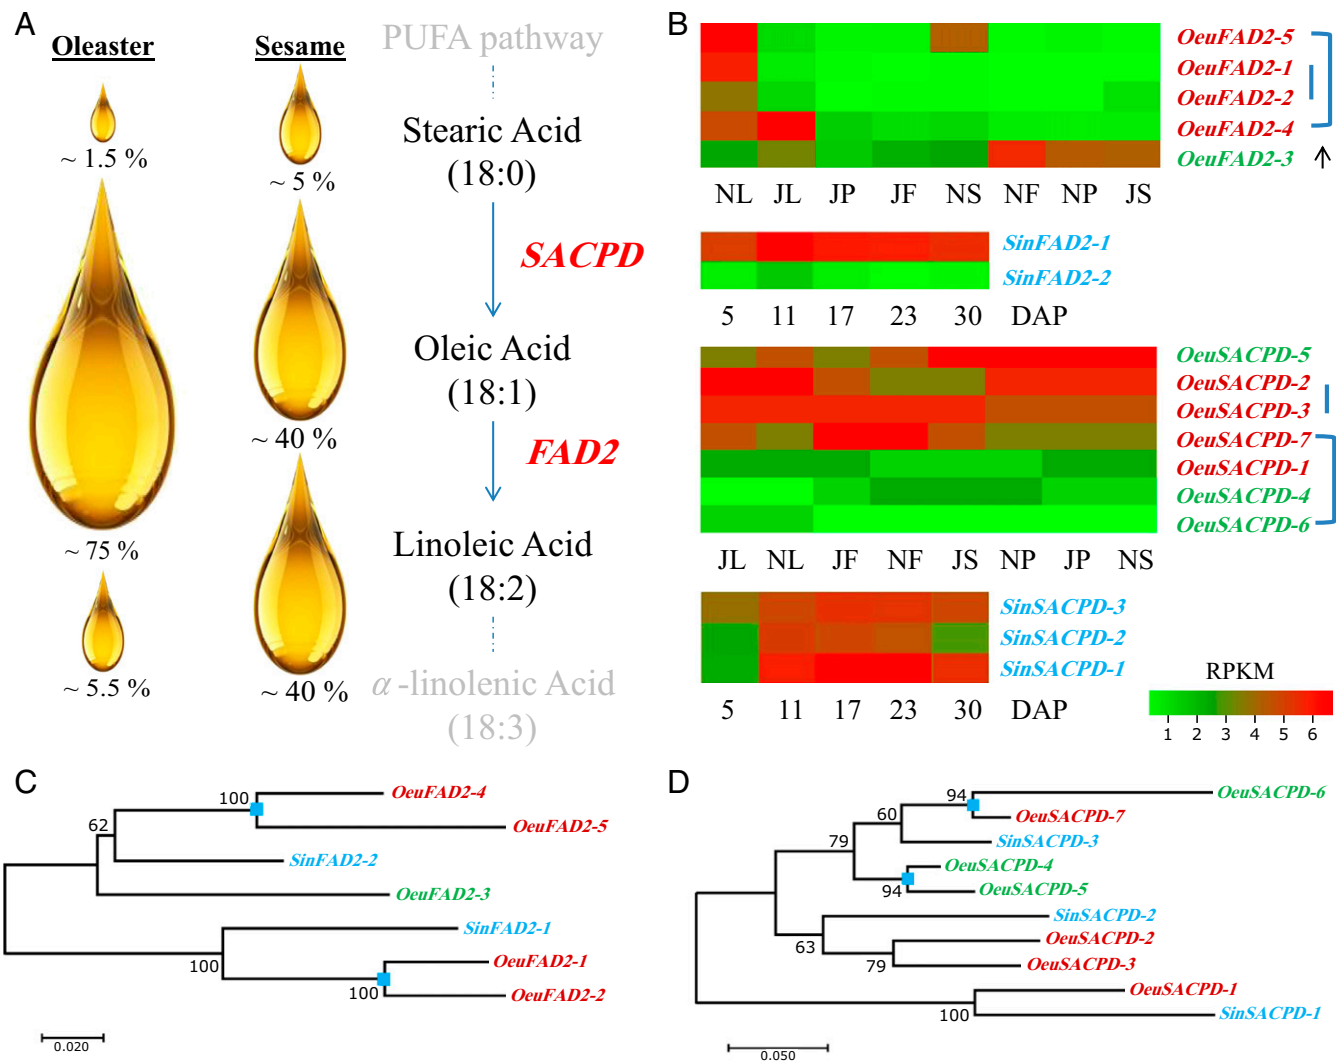 A
Oleaster
Sesame
PUFA pathway
~ 1.5 %
~ 5 %
Stearic Acid
(18:0)
SACPD
Oleic Acid
(18:1)
~ 40 %
FAD2
~ 75 %
Linoleic Acid
(18:2)
~ 5.5 %
~ 40 %
α -linolenic Acid
(18:3)
B
OeuFAD2-5
OeuFAD2-1
OeuFAD2-2
OeuFAD2-4
OeuFAD2-3
NL JL JP JF NS NF NP JS
SinFAD2-1
SinFAD2-2
5 11 17 23 30 DAP
OeuSACPD-5
OeuSACPD-2
OeuSACPD-3
OeuSACPD-7
OeuSACPD-1
OeuSACPD-4
OeuSACPD-6
JL NL JF NF JS NP JP NS
SinSACPD-3
SinSACPD-2
SinSACPD-1
5 11 17 23 30 DAP
RPKM
1 2 3 4 5 6
C
100
OeuFAD2-4
OeuFAD2-5
62
SinFAD2-2
OeuFAD2-3
SinFAD2-1
100
OeuFAD2-1
100
OeuFAD2-2
0.020
D
94
OeuSACPD-6
60
OeuSACPD-7
79
SinSACPD-3
OeuSACPD-4
94
OeuSACPD-5
SinSACPD-2
63
OeuSACPD-2
79
OeuSACPD-3
OeuSACPD-1
100
SinSACPD-1
0.050